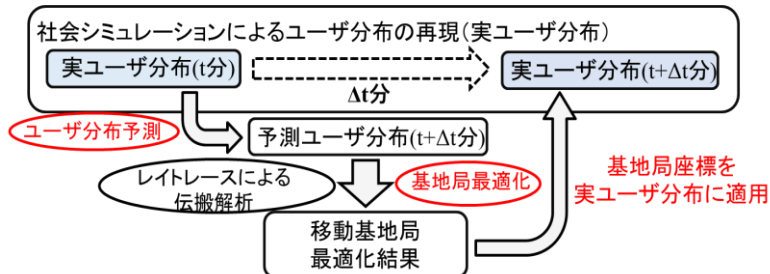 社会シミュレーションによるユーザ分布の再現(実ユーザ分布)
実ユーザ分布(t分)
実ユーザ分布(t+Δt分)
Δt分
ユーザ分布予測
予測ユーザ分布(t+Δt分)
レイトレースによる
伝搬解析
基地局最適化
基地局座標を
実ユーザ分布に適用
移動基地局
最適化結果